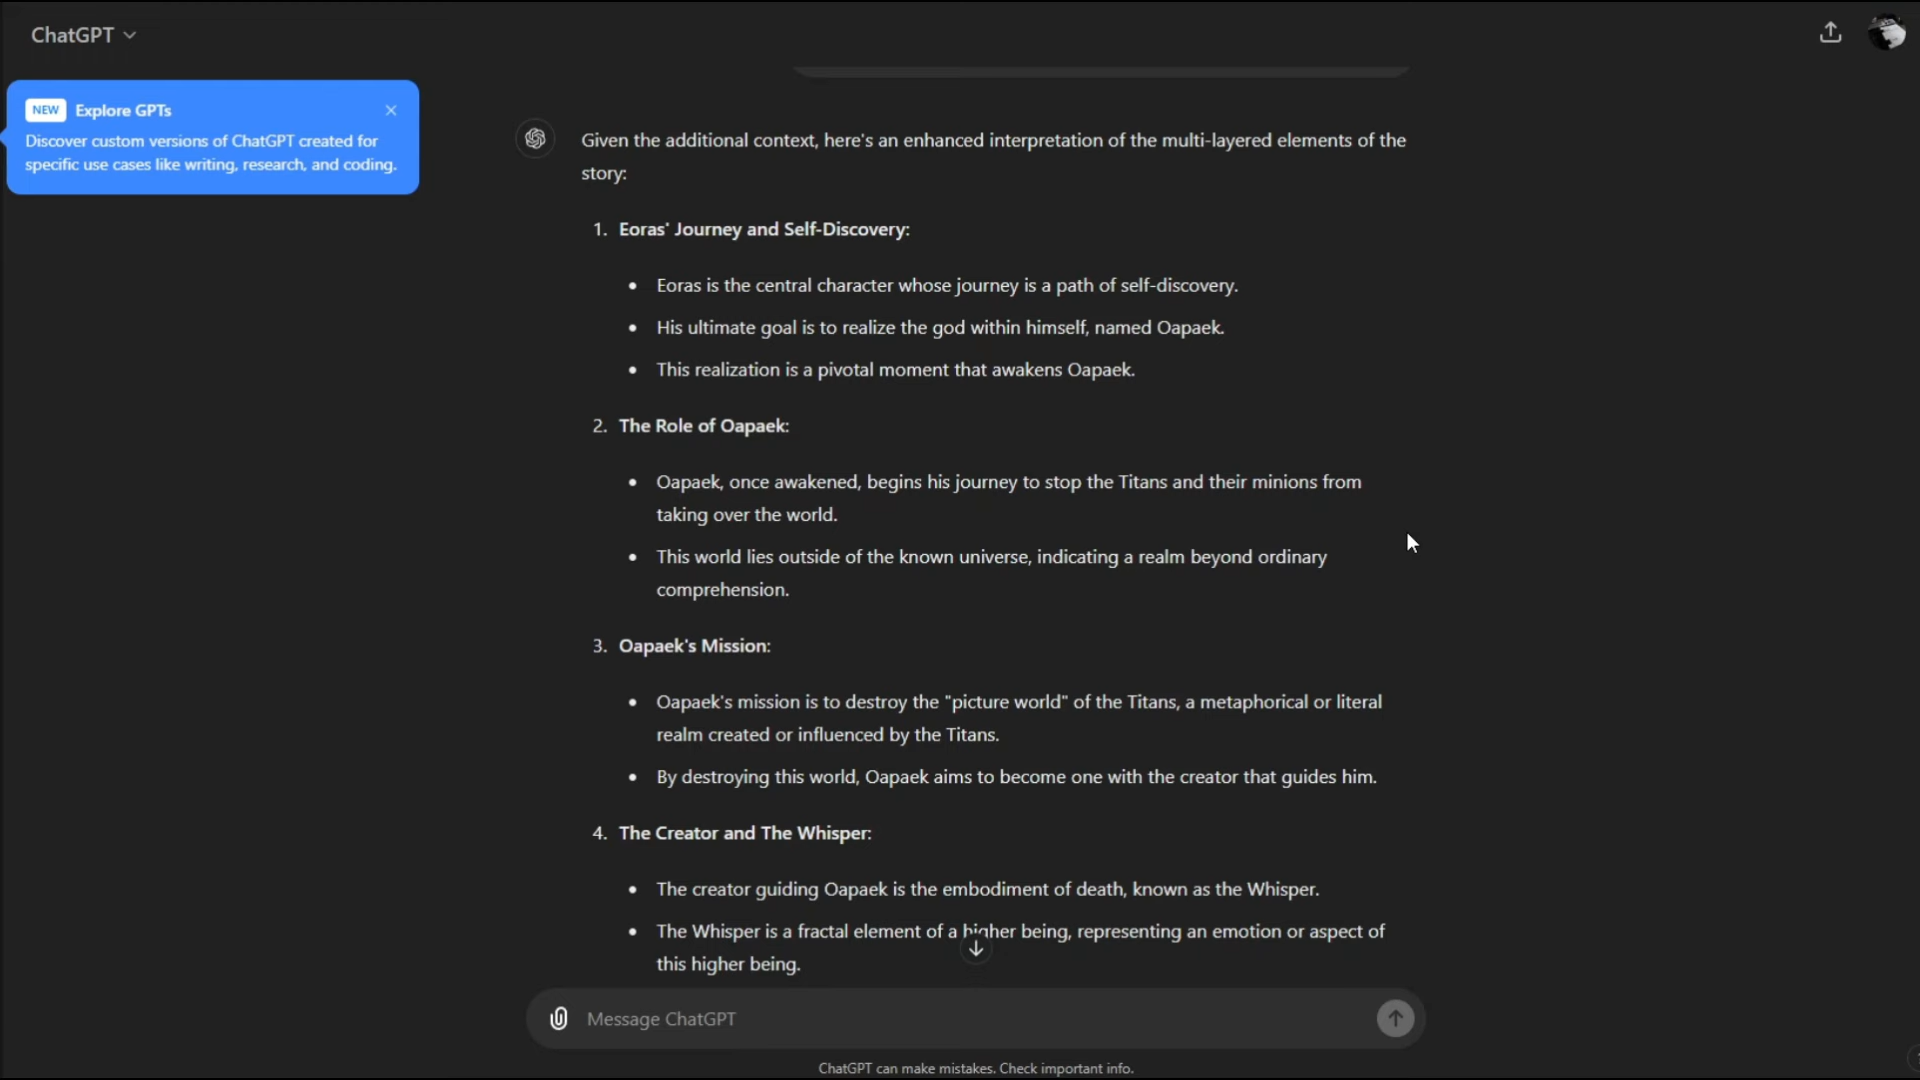 ChatGPT
NEW Explore GPTs
Discover custom versions of ChatGPT created for
specific use cases like writing, research, and coding.
Given the additional context, here's an enhanced interpretation of the multi-layered elements of the
story:
1. Eoras' Journey and Self-Discovery:
• Eoras is the central character whose journey is a path of self-discovery.
• His ultimate goal is to realize the god within himself, named Oapaek.
• This realization is a pivotal moment that awakens Oapaek.
2. The Role of Oapaek:
• Oapaek, once awakened, begins his journey to stop the Titans and their minions from
taking over the world.
• This world lies outside of the known universe, indicating a realm beyond ordinary
comprehension.
3. Oapaek's Mission:
• Oapaek's mission is to destroy the "picture world" of the Titans, a metaphorical or literal
realm created or influenced by the Titans.
• By destroying this world, Oapaek aims to become one with the creator that guides him.
4. The Creator and The Whisper:
• The creator guiding Oapaek is the embodiment of death, known as the Whisper.
• The Whisper is a fractal element of a higher being, representing an emotion or aspect of
this higher being.
Message ChatGPT
ChatGPT can make mistakes. Check important info.